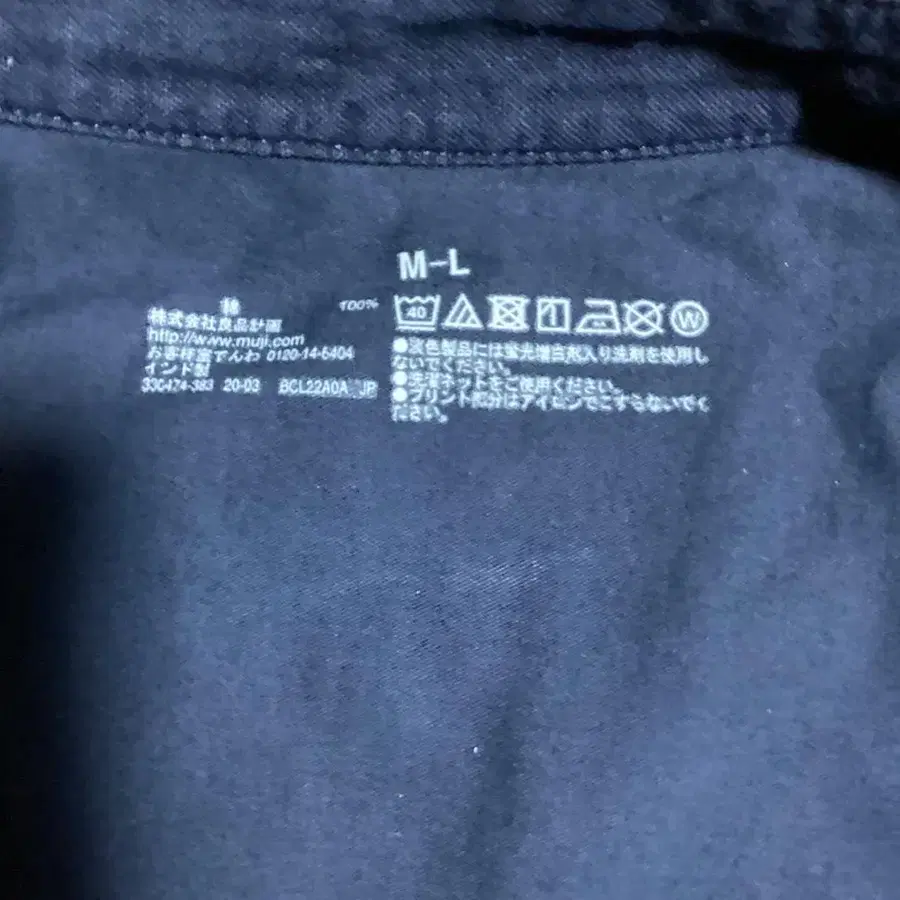 M-L
綿 100%
株式会社良品計画
http://www.muji.com
お客様室でんわ 0120-14-6404
インド製
330474-383 20-03 BCL22A0A JP
40
W
●淡色製品には蛍光増白剤入り洗剤を使用し
ないでください。
●洗濯ネットをご使用ください。
●プリント部分はアイロンでこすらないでく
ださい。